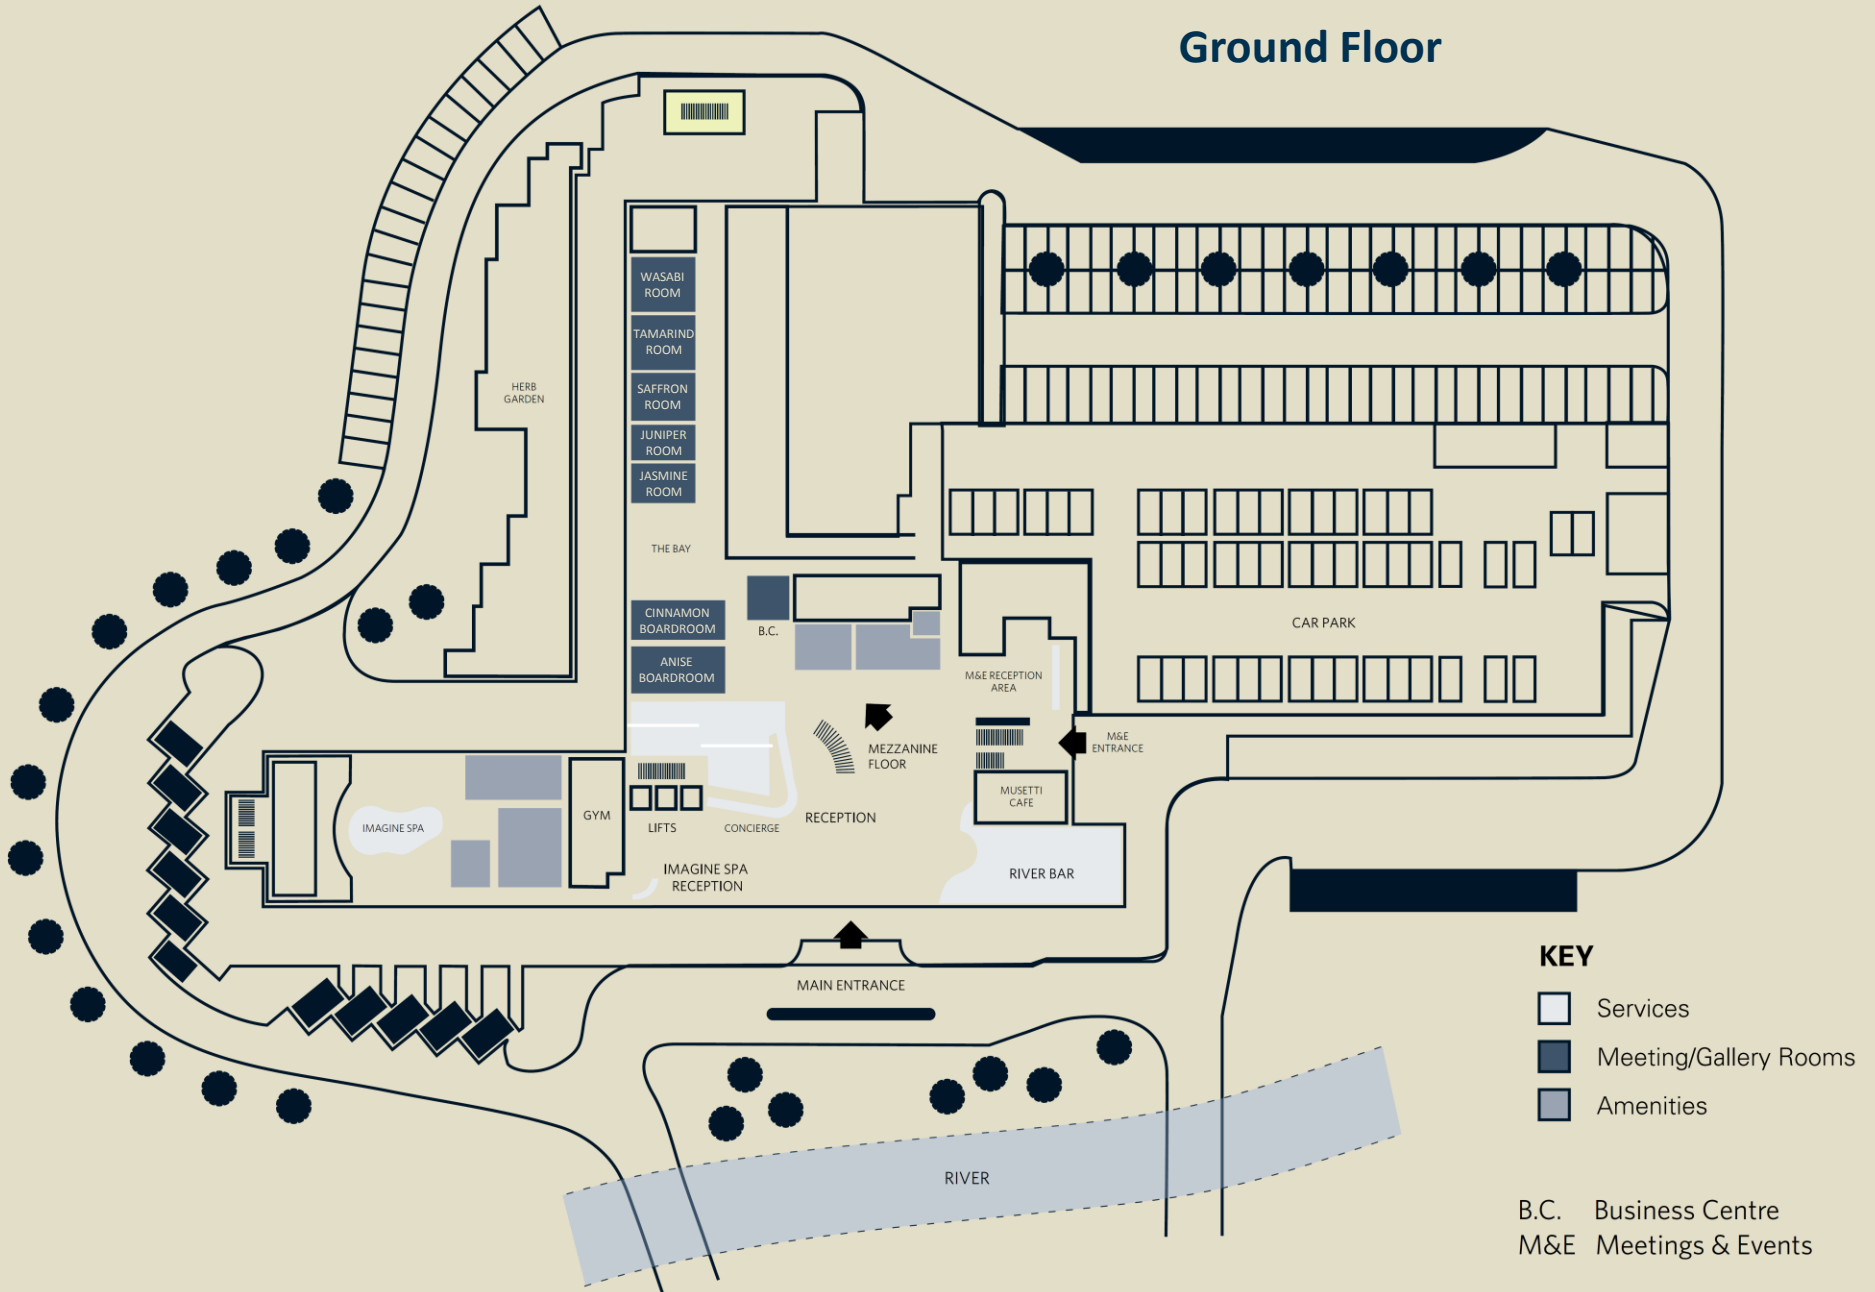 Ground Floor
WASABI
ROOM
TAMARIND
ROOM
SAFFRON
ROOM
HERB
GARDEN
JUNIPER
ROOM
JASMINE
ROOM
THE BAY
CINNAMON
BOARDROOM
B.C.
CAR PARK
ANISE
BOARDROOM
M&E RECEPTION
AREA
MEZZANINE
FLOOR
M&E
ENTRANCE
MUSETTI
CAFE
GYM
RECEPTION
IMAGINE SPA
LIFTS
CONCIERGE
IMAGINE SPA
RECEPTION
RIVER BAR
MAIN ENTRANCE
RIVER
KEY
Services
Meeting/Gallery Rooms
Amenities
B.C. Business Centre
M&E Meetings & Events